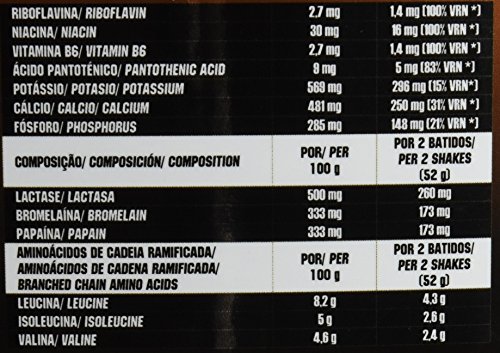 RIBOFLAVINA/ RIBOFLAVIN 2,7 mg 1,4 mg (100% VRN *)
NIACINA/ NIACIN 30 mg 16 mg (100% VRN *)
VITAMINA B6/ VITAMIN B6 2,7 mg 1,4 mg (100% VRN *)
ÁCIDO PANTOTÉNICO/ PANTOTHENIC ACID 9 mg 5 mg (83% VRN *)
POTÁSSIO/ POTASIO/ POTASSIUM 569 mg 296 mg (15% VRN*)
CÁLCIO/ CALCIO/ CALCIUM 481 mg 250 mg (31% VRN *)
FÓSFORO/ PHOSPHORUS 285 mg 148 mg (21% VRN *)
COMPOSIÇÃO/ COMPOSICIÓN/ COMPOSITION POR/ PER 100 g POR 2 BATIDOS/ PER 2 SHAKES (52 g)
LACTASE/ LACTASA 500 mg 260 mg
BROMELAÍNA/ BROMELAIN 333 mg 173 mg
PAPAÍNA/ PAPAIN 333 mg 173 mg
AMINOÁCIDOS DE CADEIA RAMIFICADA/
AMINOÁCIDOS DE CADENA RAMIFICADA/
BRANCHED CHAIN AMINO ACIDS
POR/ PER
100 g
POR 2 BATIDOS/
PER 2 SHAKES
(52 g)
LEUCINA/ LEUCINE 8,2 g 4,3 g
ISOLEUCINA/ ISOLEUCINE 5 g 2,6 g
VALINA/ VALINE 4,6 g 2,4 g